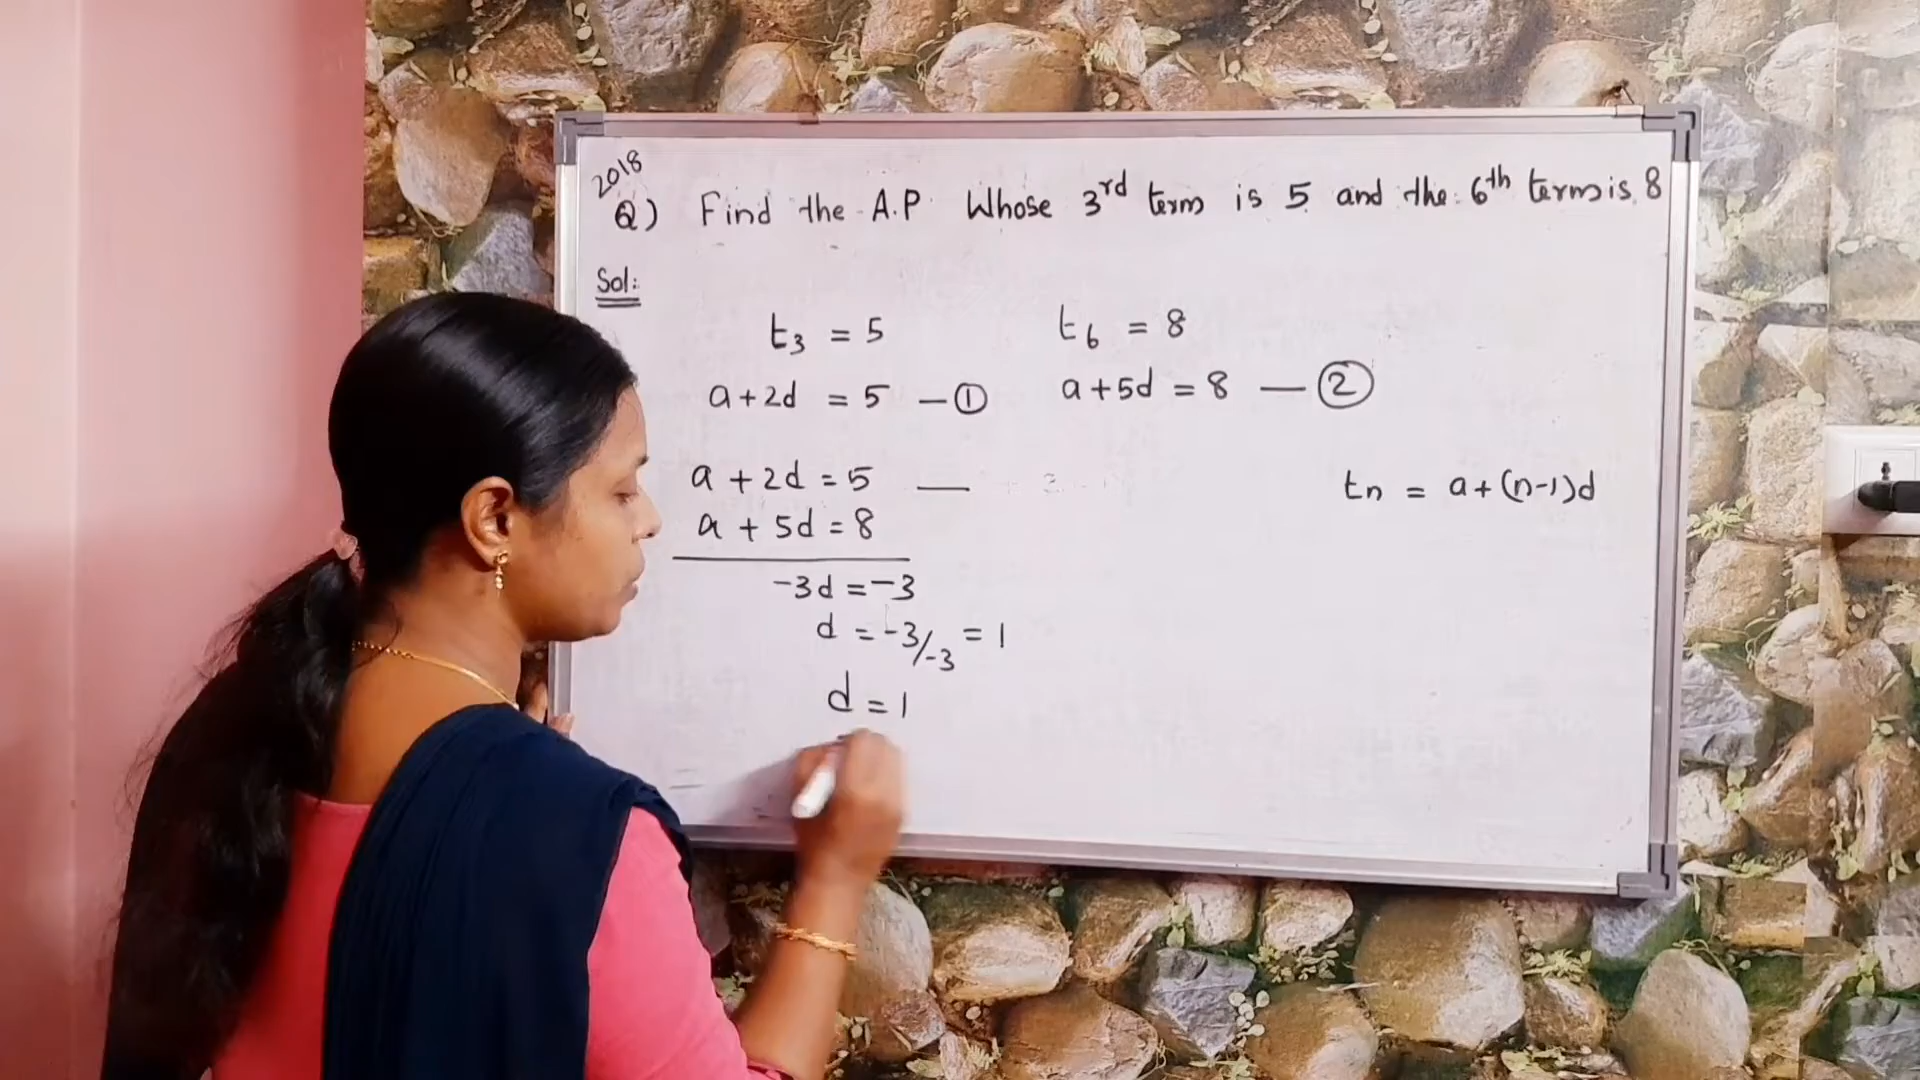 2018
Q) Find the A.P. Whose 3rd term is 5 and the 6th term is 8
Sol:
t3 = 5 t6 = 8
a+2d = 5 — ① a+5d = 8 — ②
a + 2d = 5 — tn = a+(n-1)d
a + 5d = 8
-3d = -3
d = -3/-3 = 1
d = 1